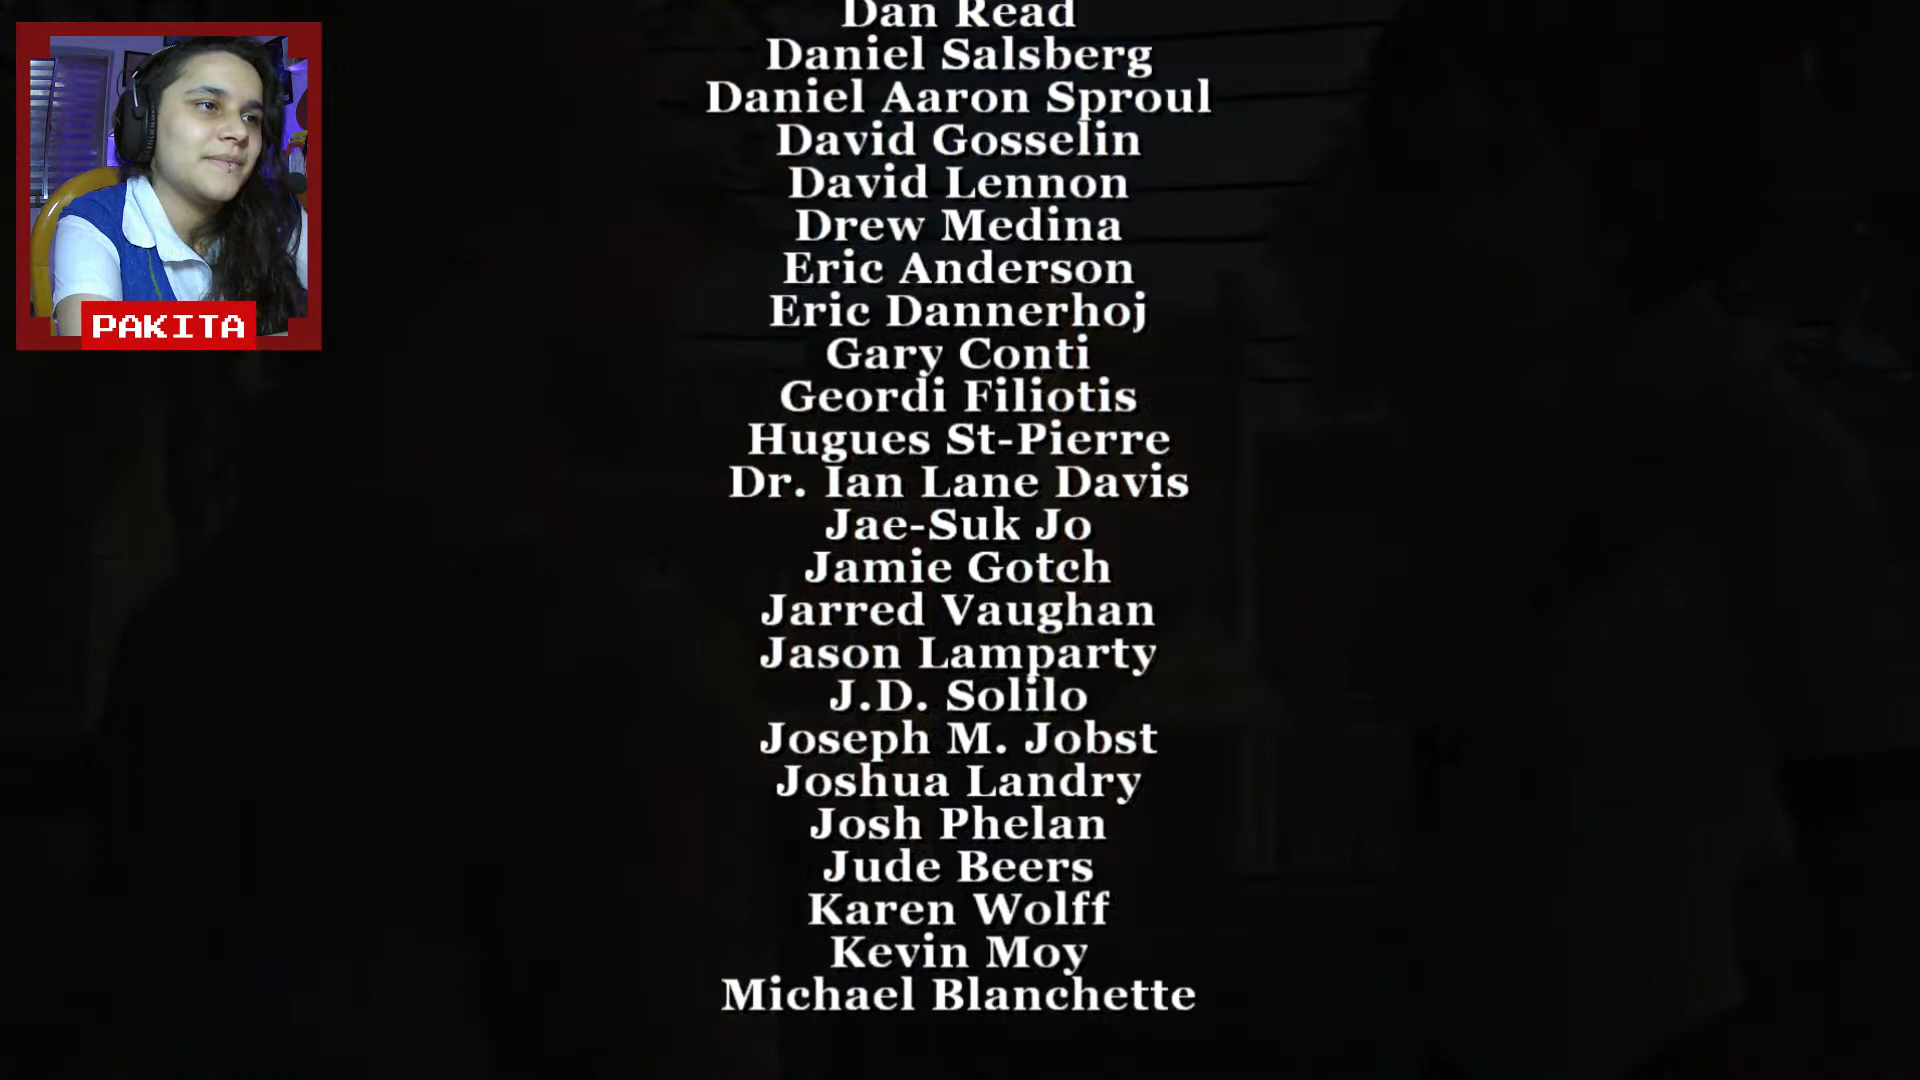 Dan Read
Daniel Salsberg
Daniel Aaron Sproul
David Gosselin
David Lennon
Drew Medina
Eric Anderson
Eric Dannerhoj
PAKITA
Gary Conti
Geordi Filiotis
Hugues St-Pierre
Dr. Ian Lane Davis
Jae-Suk Jo
Jamie Gotch
Jarred Vaughan
Jason Lamparty
J.D. Solilo
Joseph M. Jobst
Joshua Landry
Josh Phelan
Jude Beers
Karen Wolff
Kevin Moy
Michael Blanchette